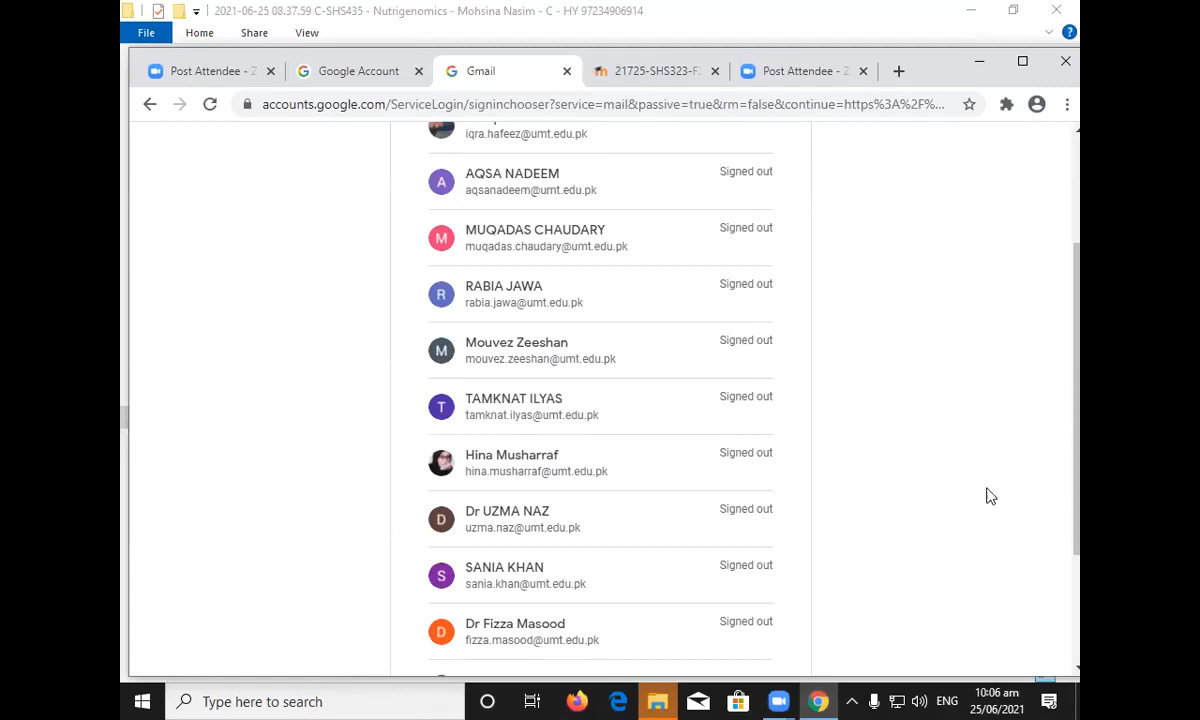 2021-06-25 08.37.59 C-SHS435 - Nutrigenomics - Mohsina Nasim - C - HY 97234906914
File Home Share View
Post Attendee - Z Google Account Gmail 21725-SHS323-F Post Attendee - Z
accounts.google.com/ServiceLogin/signinchooser?service=mail&passive=true&rm=false&continue=https%3A%2F%...
iqra.hafeez@umt.edu.pk
AQSA NADEEM Signed out
aqsanadeem@umt.edu.pk
MUQADAS CHAUDARY Signed out
muqadas.chaudary@umt.edu.pk
RABIA JAWA Signed out
rabia.jawa@umt.edu.pk
Mouvez Zeeshan Signed out
mouvez.zeeshan@umt.edu.pk
TAMKNAT ILYAS Signed out
tamknat.ilyas@umt.edu.pk
Hina Musharraf Signed out
hina.musharraf@umt.edu.pk
Dr UZMA NAZ Signed out
uzma.naz@umt.edu.pk
SANIA KHAN Signed out
sania.khan@umt.edu.pk
Dr Fizza Masood Signed out
fizza.masood@umt.edu.pk
Type here to search ENG 10:06 am
25/06/2021